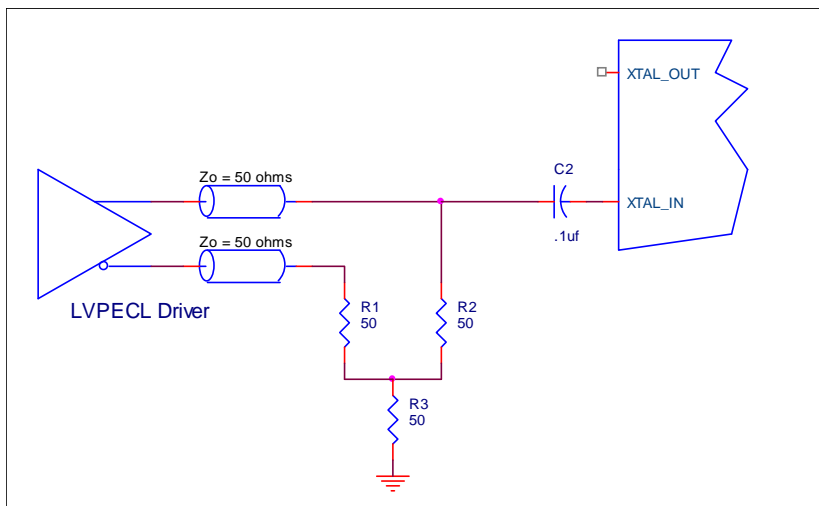 XTAL_OUT
C2
Zo = 50 ohms
XTAL_IN
.1uf
Zo = 50 ohms
LVPECL Driver
R1
50
R2
50
R3
50